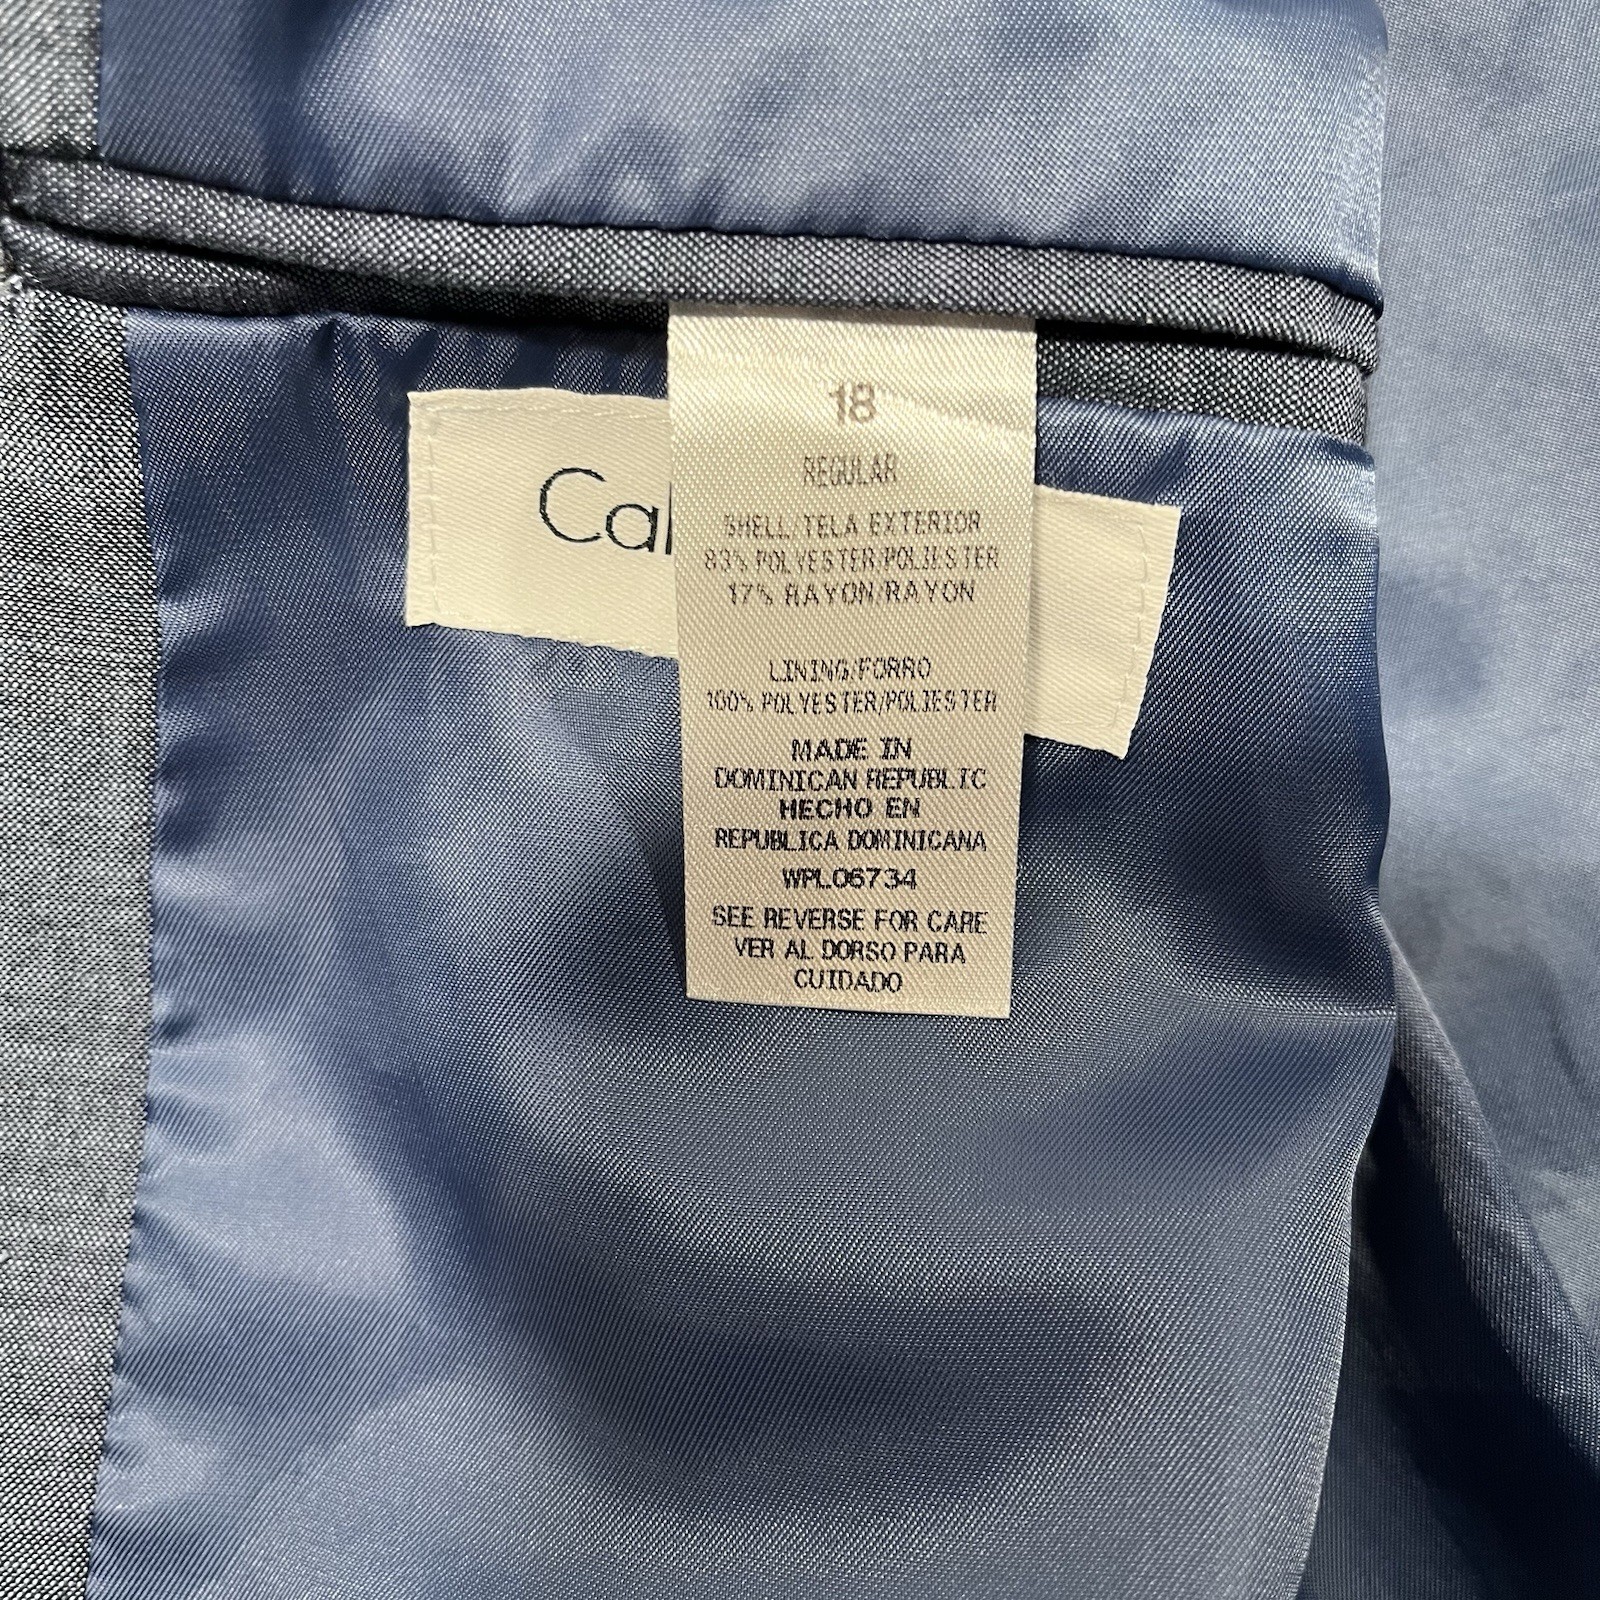 18
REGULAR
Cal
SHELL/TELA EXTERIOR
83% POLYESTER/POLIESTER
17% RAYON/RAYON
LINING/FORRO
100% POLYESTER/POLIESTER
MADE IN
DOMINICAN REPUBLIC
HECHO EN
REPUBLICA DOMINICANA
WPL06734
SEE REVERSE FOR CARE
VER AL DORSO PARA
CUIDADO